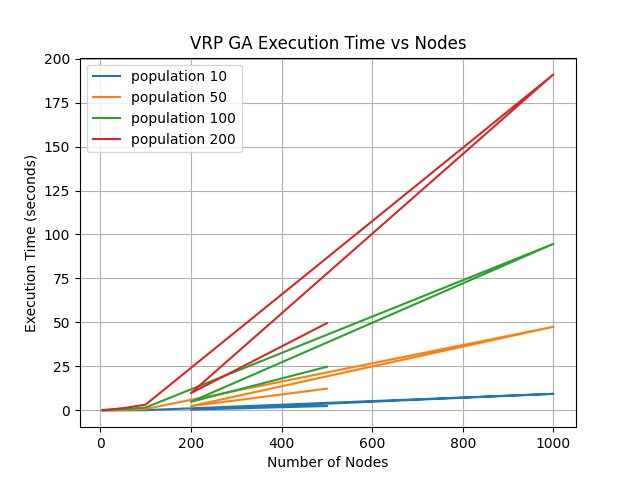 VRP GA Execution Time vs Nodes
200
175
150
125
100
75
50
25
0
Execution Time (seconds)
population 10
population 50
population 100
population 200
0 200 400 600 800 1000
Number of Nodes